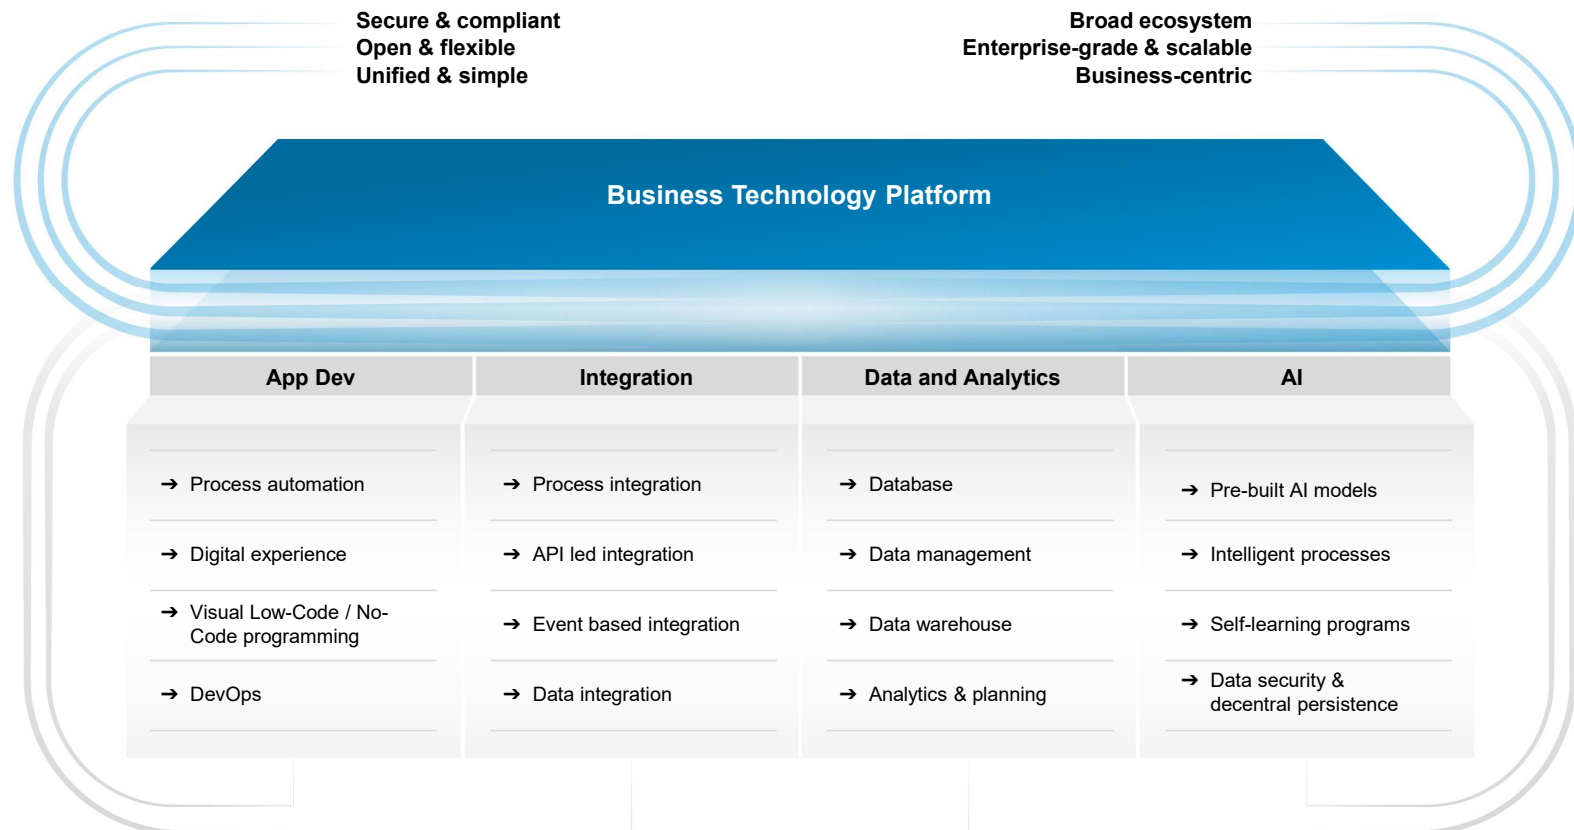 Secure & compliant
Open & flexible
Unified & simple
Broad ecosystem
Enterprise-grade & scalable
Business-centric
Business Technology Platform
App Dev
➔ Process automation
➔ Digital experience
➔ Visual Low-Code / No-
Code programming
➔ DevOps
Integration
➔ Process integration
➔ API led integration
➔ Event based integration
➔ Data integration
Data and Analytics
➔ Database
➔ Data management
➔ Data warehouse
➔ Analytics & planning
AI
➔ Pre-built AI models
➔ Intelligent processes
➔ Self-learning programs
➔ Data security &
decentral persistence